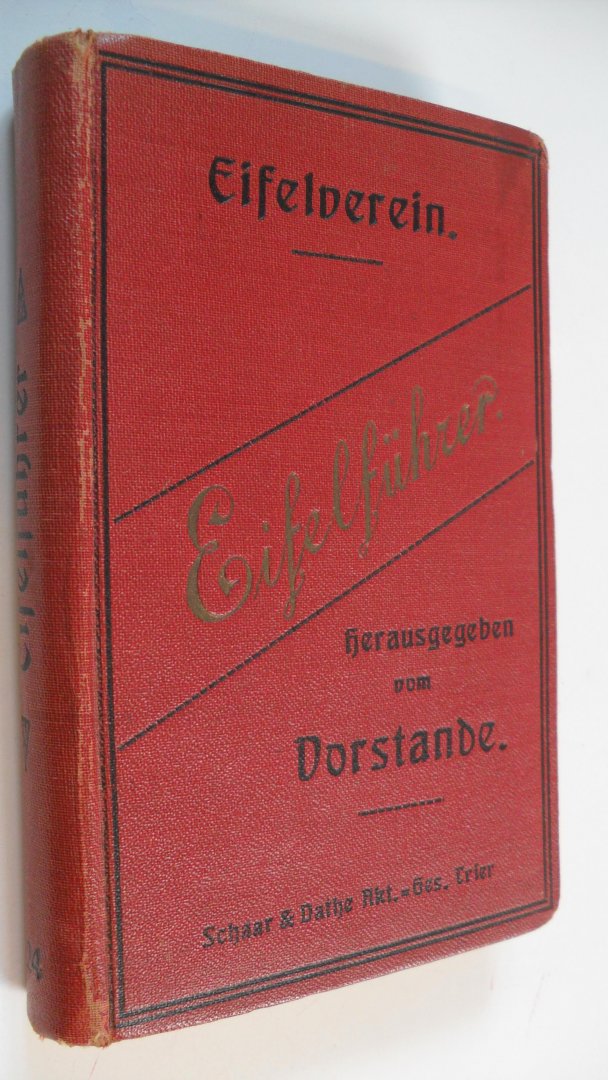 Eifelverein.
Eifelführer.
Herausgegeben
vom
Vorstande.
Schaar & Dathe Akt.=Ges. Trier
Eifelführer